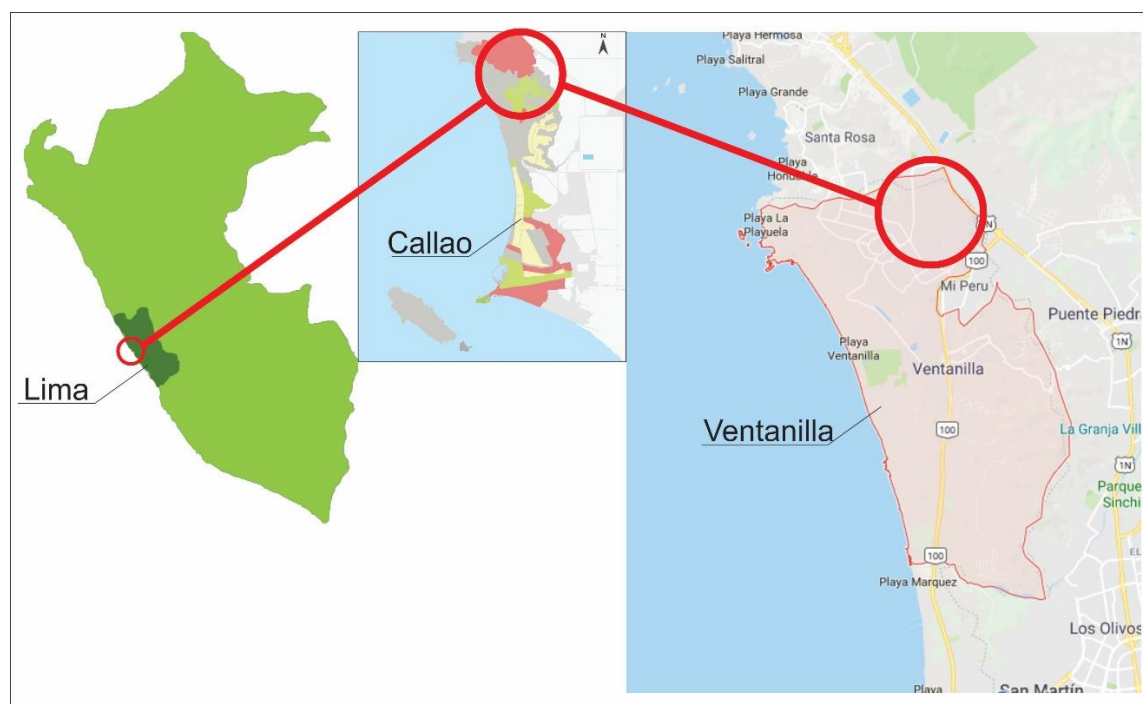 Lima
N
Callao
Playa Hermosa
Playa Salitral
Playa Grande
Santa Rosa
Playa
Playa La
Playuela
1N
100
Mi Peru
Puente Piedra
1N
Playa
Ventanilla
Ventanilla
Ventanilla
100
La Granja Vill
1N
Parque
Sinchi
100
Playa Marquez
Los Olivos
San Martín
Playa